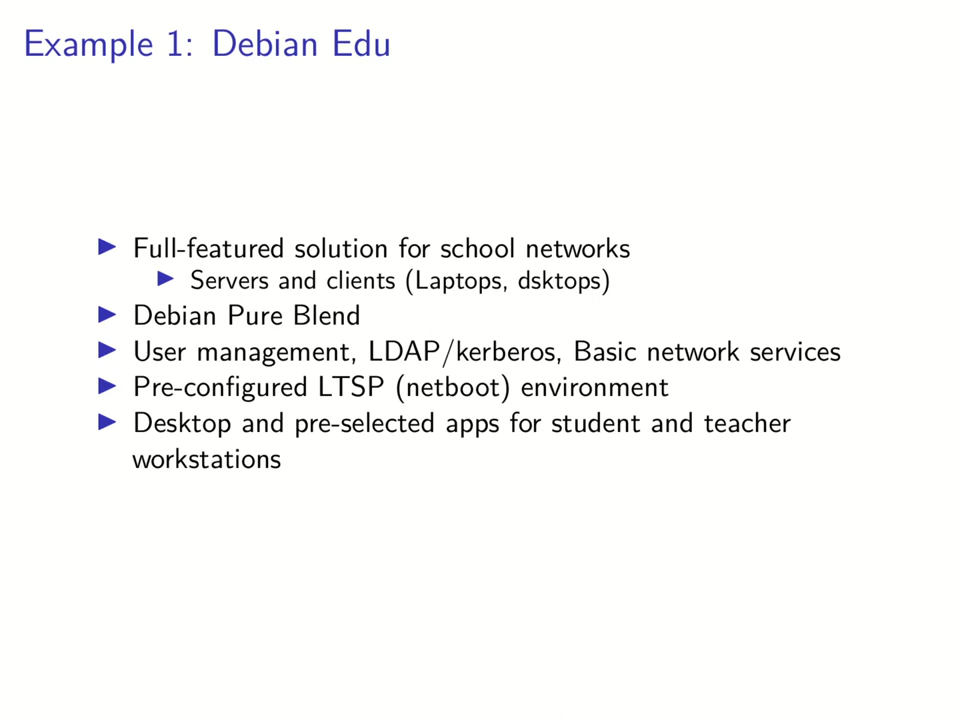 Example 1: Debian Edu
Full-featured solution for school networks
Servers and clients (Laptops, dsktops)
Debian Pure Blend
User management, LDAP/kerberos, Basic network services
Pre-configured LTSP (netboot) environment
Desktop and pre-selected apps for student and teacher
workstations